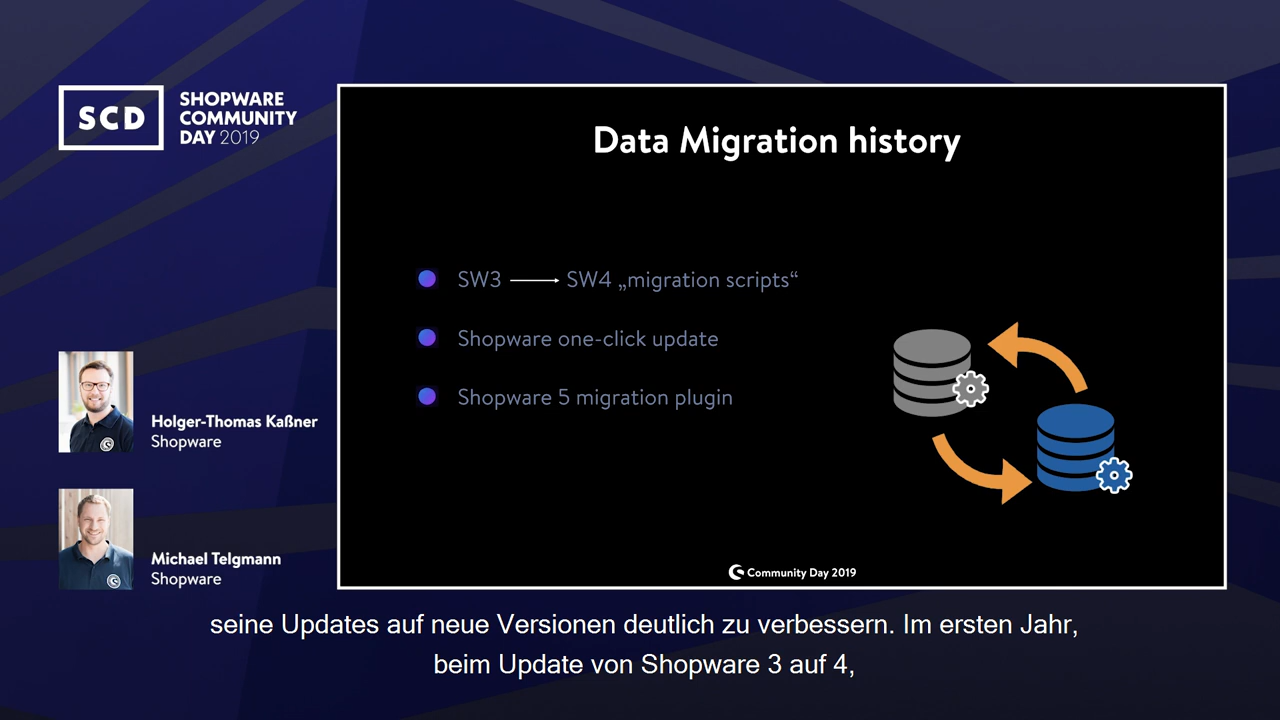 SCD
SHOPWARE
COMMUNITY
DAY 2019
Data Migration history
SW3 → SW4 „migration scripts“
Shopware one-click update
Shopware 5 migration plugin
Holger-Thomas Kaßner
Shopware
Michael Telgmann
Shopware
Community Day 2019
seine Updates auf neue Versionen deutlich zu verbessern. Im ersten Jahr,
beim Update von Shopware 3 auf 4,